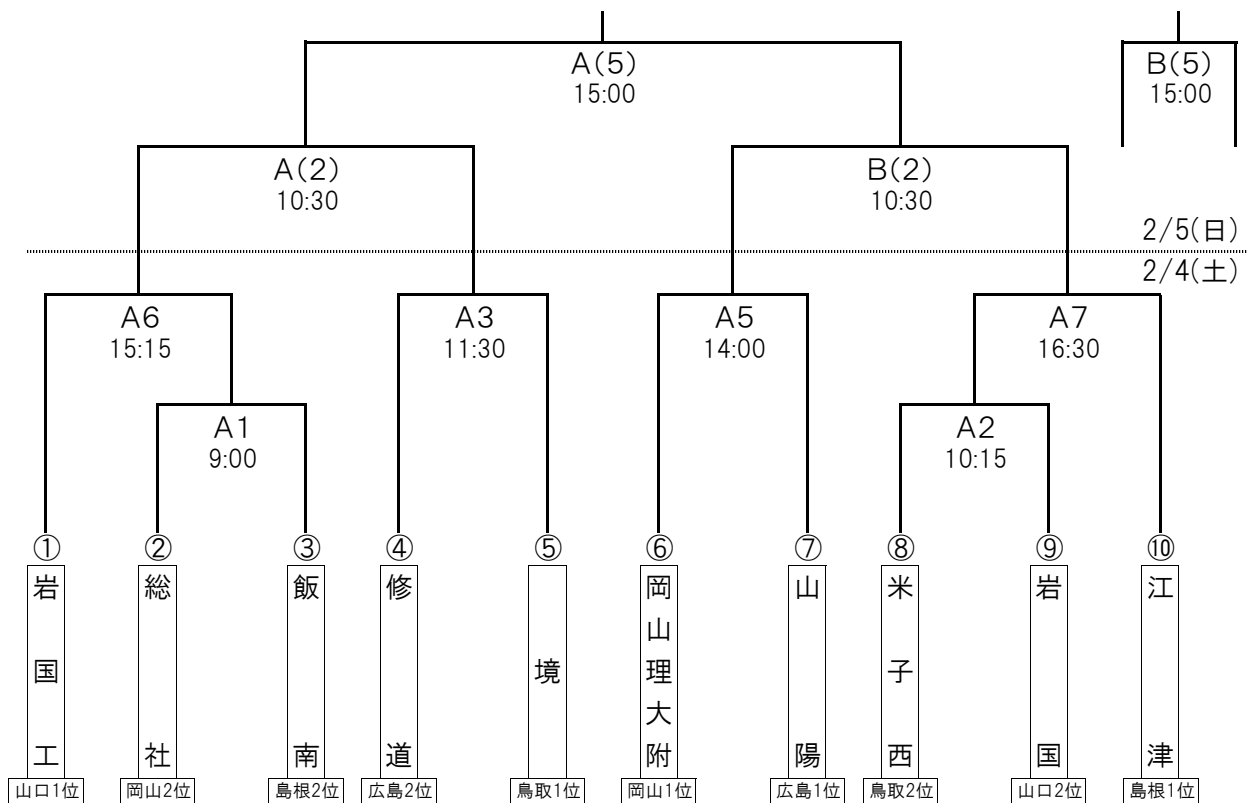 A(5)
15:00
B(5)
15:00
A(2)
10:30
B(2)
10:30
2/5(日)
2/4(土)
A6
15:15
A3
11:30
A5
14:00
A7
16:30
A1
9:00
A2
10:15
①
②
③
④
⑤
⑥
⑦
⑧
⑨
⑩
岩国工
総社
飯南
修道
境
岡山理大附
山陽
米子西
岩国
江津
山口1位
岡山2位
島根2位
広島2位
鳥取1位
岡山1位
広島1位
鳥取2位
山口2位
島根1位